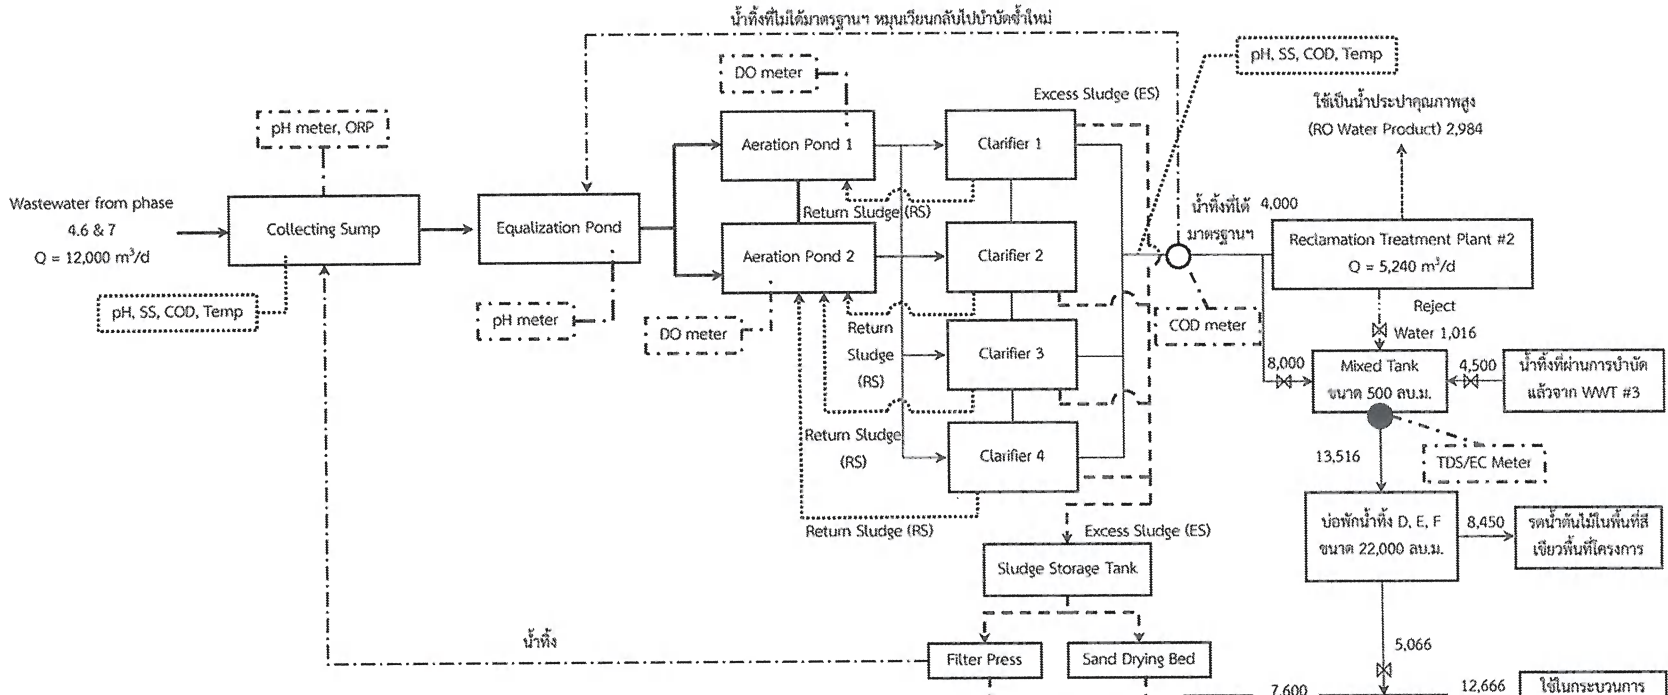 น้ำทิ้งที่ไม่ได้มาตรฐานฯ หมุนเวียนกลับไปบำบัดซ้ำใหม่
pH, SS, COD, Temp
DO meter
Excess Sludge (ES)
ใช้เป็นน้ำประปาคุณภาพสูง
(RO Water Product) 2,984
pH meter, ORP
Aeration Pond 1
Clarifier 1
Wastewater from phase
4.6 & 7
Q = 12,000 m³/d
Collecting Sump
Equalization Pond
Return Sludge (RS)
น้ำทิ้งที่ได้
มาตรฐานฯ
4,000
Reclamation Treatment Plant #2
Q = 5,240 m³/d
Aeration Pond 2
Clarifier 2
pH, SS, COD, Temp
pH meter
DO meter
Return
Sludge
(RS)
Clarifier 3
COD meter
Reject
Water 1,016
8,000
Mixed Tank
ขนาด 500 ลบ.ม.
4,500
น้ำทิ้งที่ผ่านการบำบัด
แล้วจาก WWT #3
Return Sludge
(RS)
Clarifier 4
13,516
TDS/EC Meter
Return Sludge (RS)
Excess Sludge (ES)
บ่อพักน้ำทิ้ง D, E, F
ขนาด 22,000 ลบ.ม.
8,450
รดน้ำต้นไม้ในพื้นที่สี
เขียวพื้นที่โครงการ
Sludge Storage Tank
น้ำทิ้ง
Filter Press
Sand Drying Bed
5,066
7,600
12,666
ใช้ในกระบวนการ